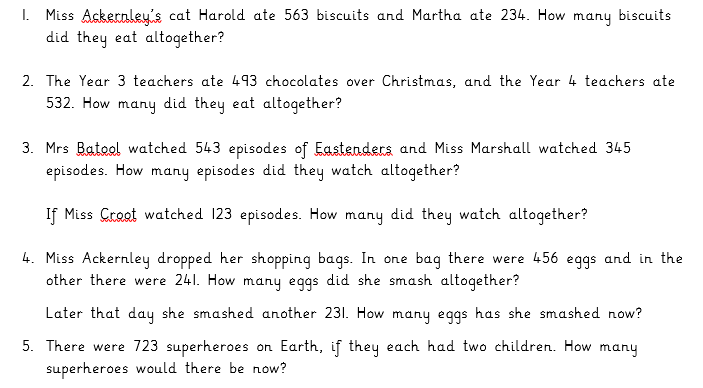 1. Miss Ackernley's cat Harold ate 563 biscuits and Martha ate 234. How many biscuits
did they eat altogether?
2. The Year 3 teachers ate 493 chocolates over Christmas, and the Year 4 teachers ate
532. How many did they eat altogether?
3. Mrs Batool watched 543 episodes of Eastenders and Miss Marshall watched 345
episodes. How many episodes did they watch altogether?
If Miss Croot watched 123 episodes. How many did they watch altogether?
4. Miss Ackernley dropped her shopping bags. In one bag there were 456 eggs and in the
other there were 241. How many eggs did she smash altogether?
Later that day she smashed another 231. How many eggs has she smashed now?
5. There were 723 superheroes on Earth, if they each had two children. How many
superheroes would there be now?